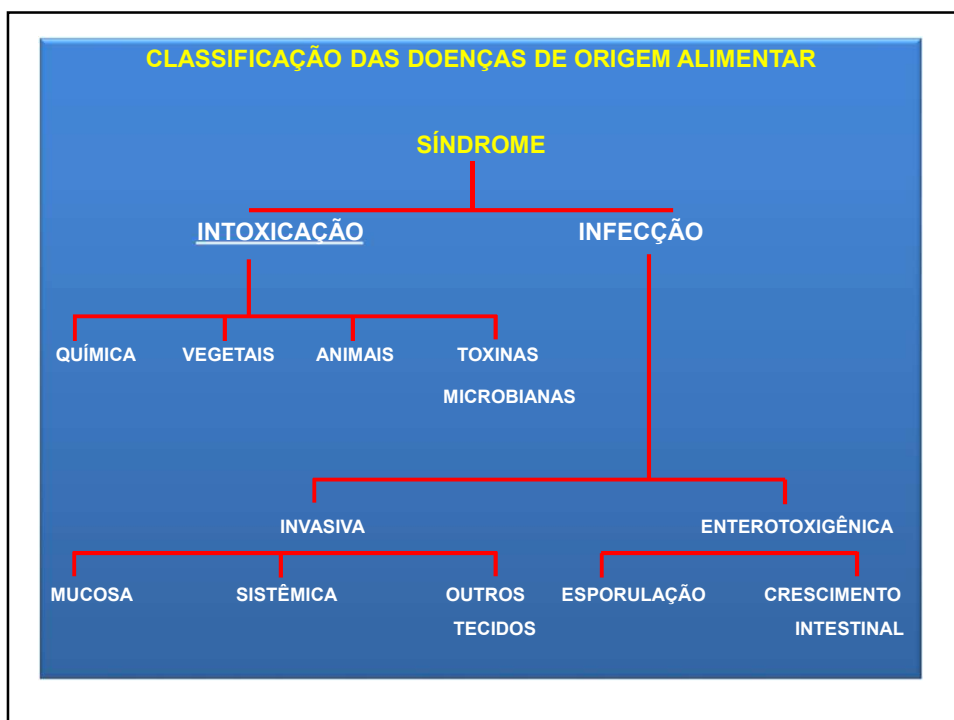 CLASSIFICAÇÃO DAS DOENÇAS DE ORIGEM ALIMENTAR
SÍNDROME
INTOXICAÇÃO
INFECÇÃO
QUÍMICA
VEGETAIS
ANIMAIS
TOXINAS
MICROBIANAS
INVASIVA
ENTEROTOXIGÊNICA
MUCOSA
SISTÊMICA
OUTROS
TECIDOS
ESPORULAÇÃO
CRESCIMENTO
INTESTINAL